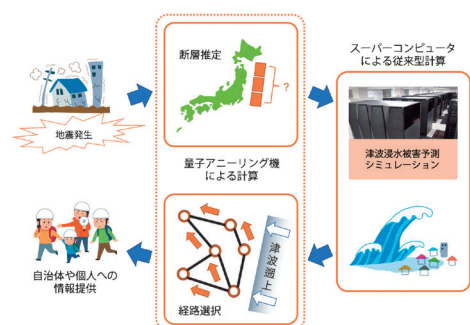 地震発生
断層推定
?
量子アニーリング機
による計算
スーパーコンピュータ
による従来型計算
津波浸水被害予測
シミュレーション
津波遡上
経路選択
自治体や個人への
情報提供